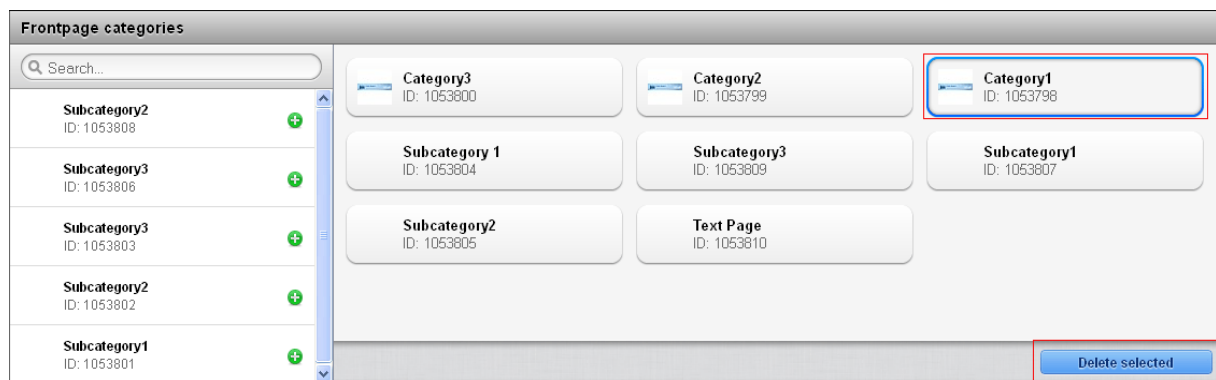 Frontpage categories
Search...
Subcategory2
ID: 1053808
Subcategory3
ID: 1053806
Subcategory3
ID: 1053803
Subcategory2
ID: 1053802
Subcategory1
ID: 1053801
Category3
ID: 1053800
Category2
ID: 1053799
Category1
ID: 1053798
Subcategory 1
ID: 1053804
Subcategory3
ID: 1053809
Subcategory1
ID: 1053807
Subcategory2
ID: 1053805
Text Page
ID: 1053810
Delete selected